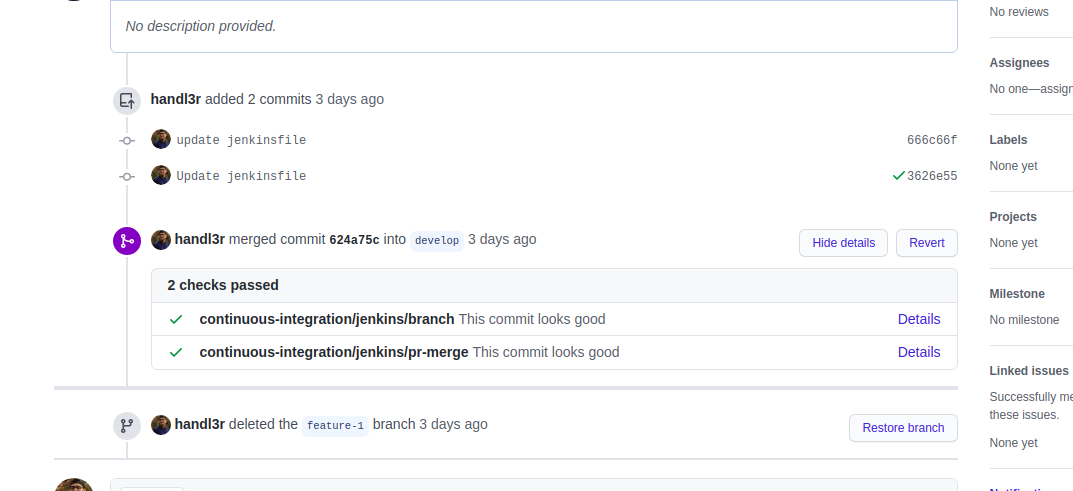 No description provided.
No reviews
Assignees
No one—assign
handl3r added 2 commits 3 days ago
update jenkinsfile 666c66f
Labels
None yet
Update jenkinsfile 3626e55
Projects
None yet
handl3r merged commit 624a75c into develop 3 days ago
Hide details Revert
2 checks passed
Milestone
No milestone
continuous-integration/jenkins/branch This commit looks good Details
continuous-integration/jenkins/pr-merge This commit looks good Details
Linked issues
Successfully me
these issues.
None yet
handl3r deleted the feature-1 branch 3 days ago
Restore branch